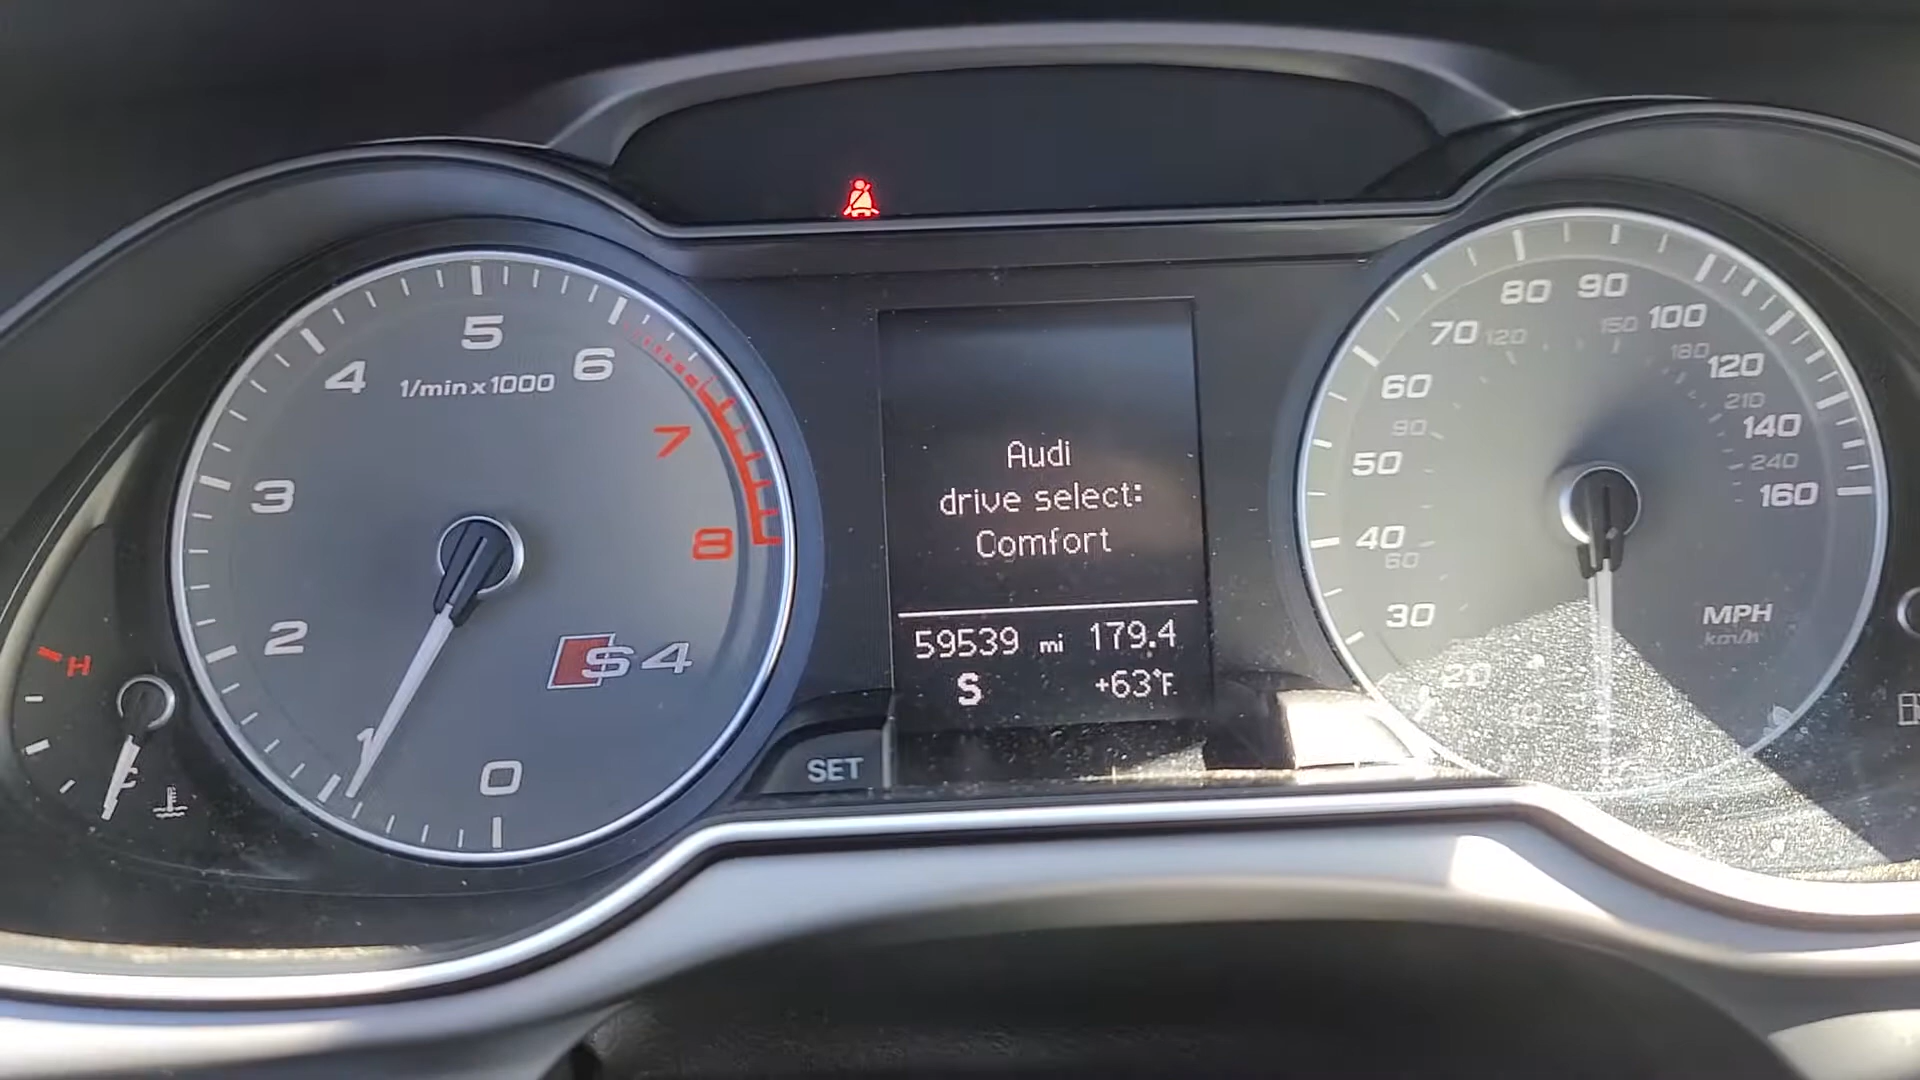 5
4
6
1/min x 1000
7
3
8
2
S4
1
0
H
C
SET
Audi
drive select:
Comfort
59539 mi 179.4
S +63°F
80 90
70 120 150 100
180 120
60 210
90 140
50 240
160
40
60
30 MPH
km/h
20